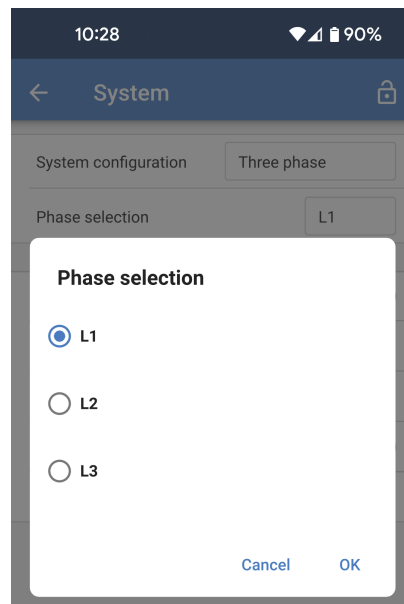 10:28 90%
System
System configuration Three phase
Phase selection L1
Phase selection
L1
L2
L3
Cancel OK